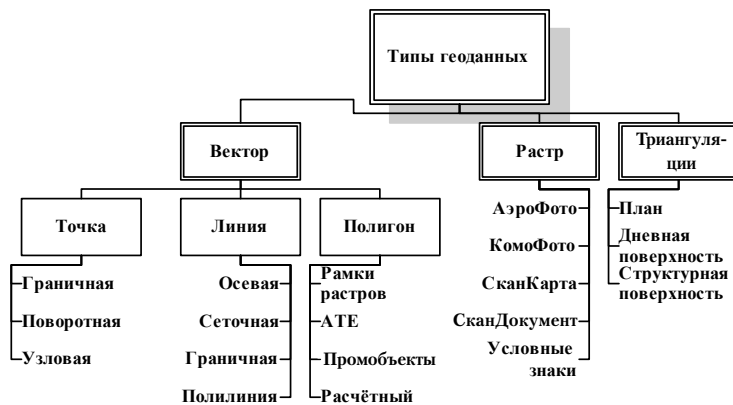 Типы геоданных
Вектор
Растр
Триангуля-
ции
Точка
Линия
Полигон
Граничная
Поворотная
Узловая
Осевая
Сеточная
Граничная
Полилиния
Рамки
растров
АТЕ
Промобъекты
Расчётный
АэроФото
КомоФото
СканКарта
СканДокумент
Условные
знаки
План
Дневная
поверхность
Структурная
поверхность